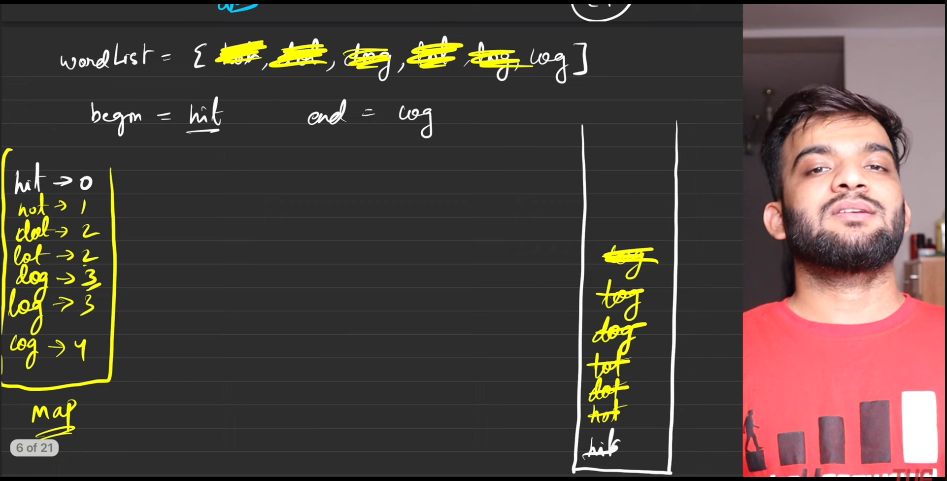 wordList = { hot, dot, dog, lot, log, cog ]
begin = hit end = cog
hit → 0
hot → 1
dot → 2
lot → 2
dog → 3
log → 3
cog → 4
Map
cog
log
dog
lot
dot
hot
hit
6 of 21
THE